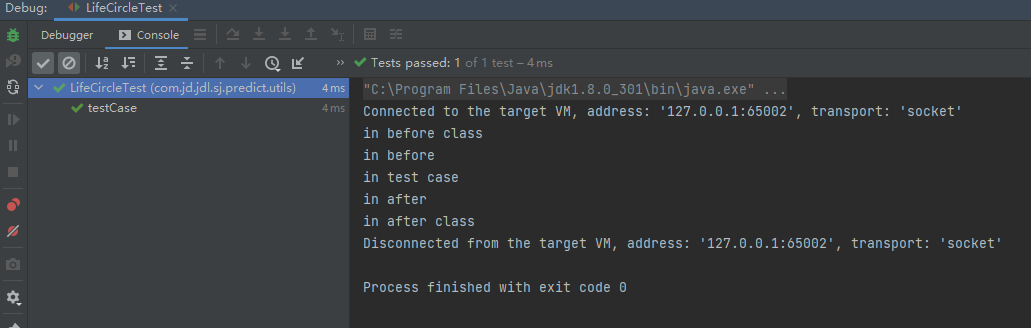 Debug: LifeCircleTest
Debugger Console
Tests passed: 1 of 1 test – 4 ms
LifeCircleTest (com.jd.jdl.sj.predict.utils) 4 ms
testCase 4 ms
"C:\Program Files\Java\jdk1.8.0_301\bin\java.exe" ...
Connected to the target VM, address: '127.0.0.1:65002', transport: 'socket'
in before class
in before
in test case
in after
in after class
Disconnected from the target VM, address: '127.0.0.1:65002', transport: 'socket'
Process finished with exit code 0